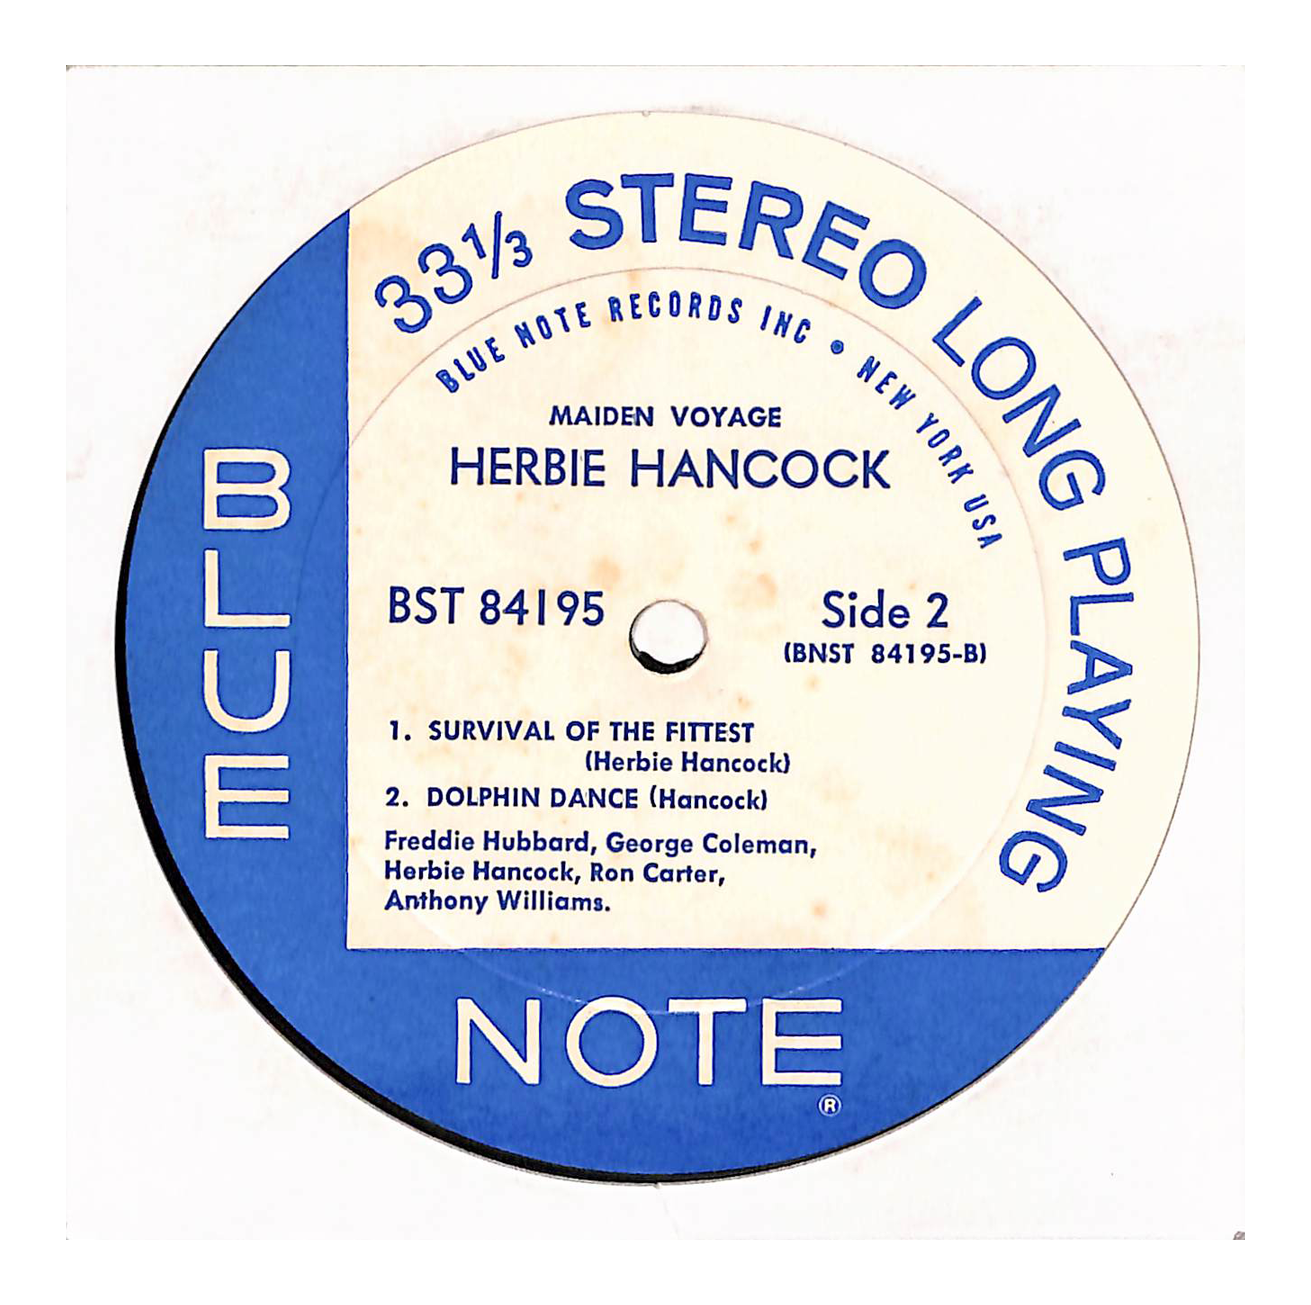 33 1/3 STEREO LONG PLAYING
BLUE NOTE RECORDS INC • NEW YORK USA
MAIDEN VOYAGE
HERBIE HANCOCK
BST 84195
Side 2
(BNST 84195-B)
1. SURVIVAL OF THE FITTEST
(Herbie Hancock)
2. DOLPHIN DANCE (Hancock)
Freddie Hubbard, George Coleman,
Herbie Hancock, Ron Carter,
Anthony Williams.
BLUE
NOTE
®